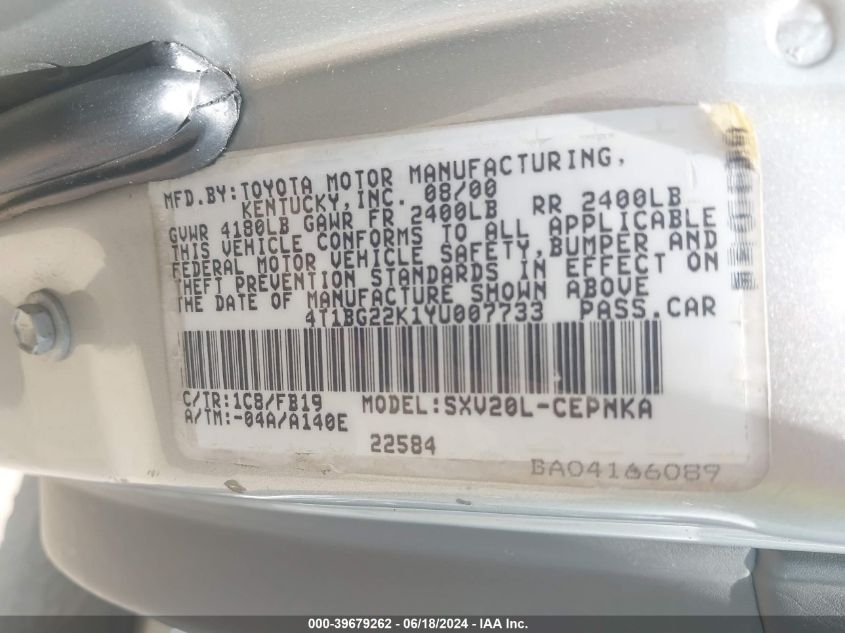 MFD.BY:TOYOTA MOTOR MANUFACTURING,
KENTUCKY,INC. 08/00
GVWR 4180LB GAWR FR 2400LB RR 2400LB
THIS VEHICLE CONFORMS TO ALL APPLICABLE
FEDERAL MOTOR VEHICLE SAFETY,BUMPER AND
THEFT PREVENTION STANDARDS IN EFFECT ON
THE DATE OF MANUFACTURE SHOWN ABOVE
4T1BG22K1YU007733 PASS.CAR
C/TR:1C8/FB19 MODEL:SXV20L-CEPNKA
A/TM:-04A/A140E
22584
BA04166089
000-39679262 - 06/18/2024 - IAA Inc.